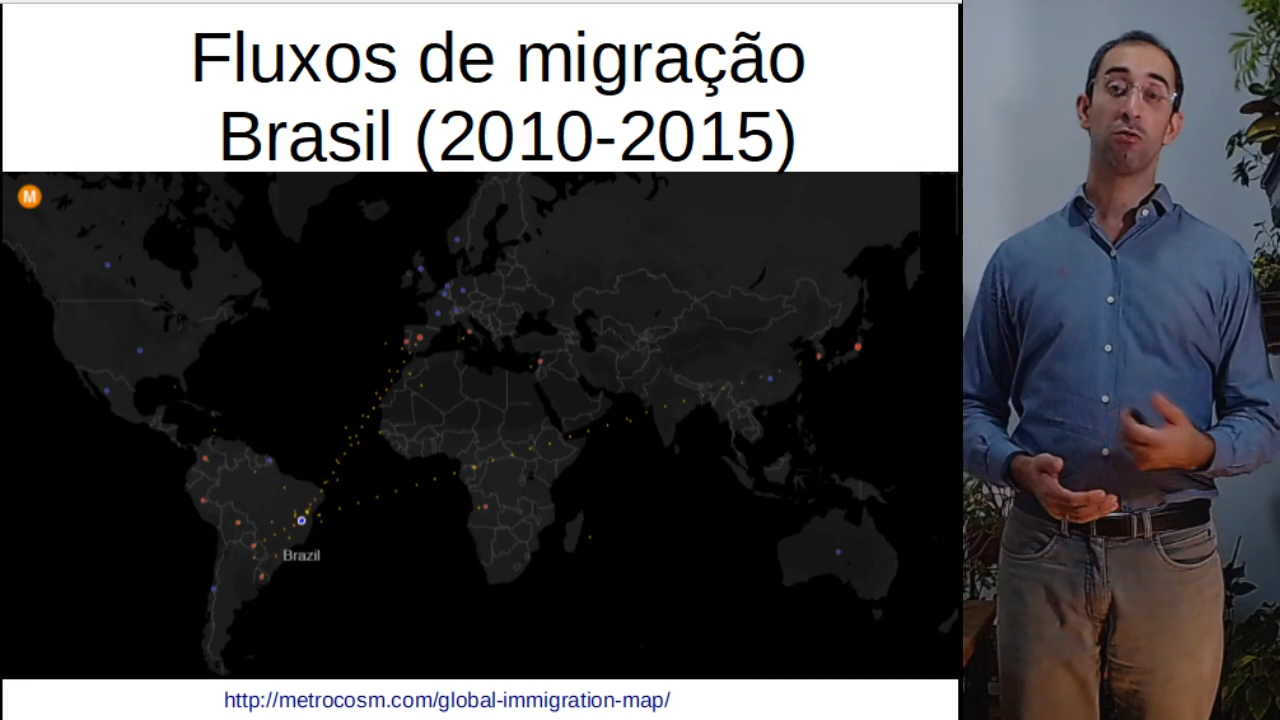 Fluxos de migração
Brasil (2010-2015)
M
Brazil
http://metrocosm.com/global-immigration-map/